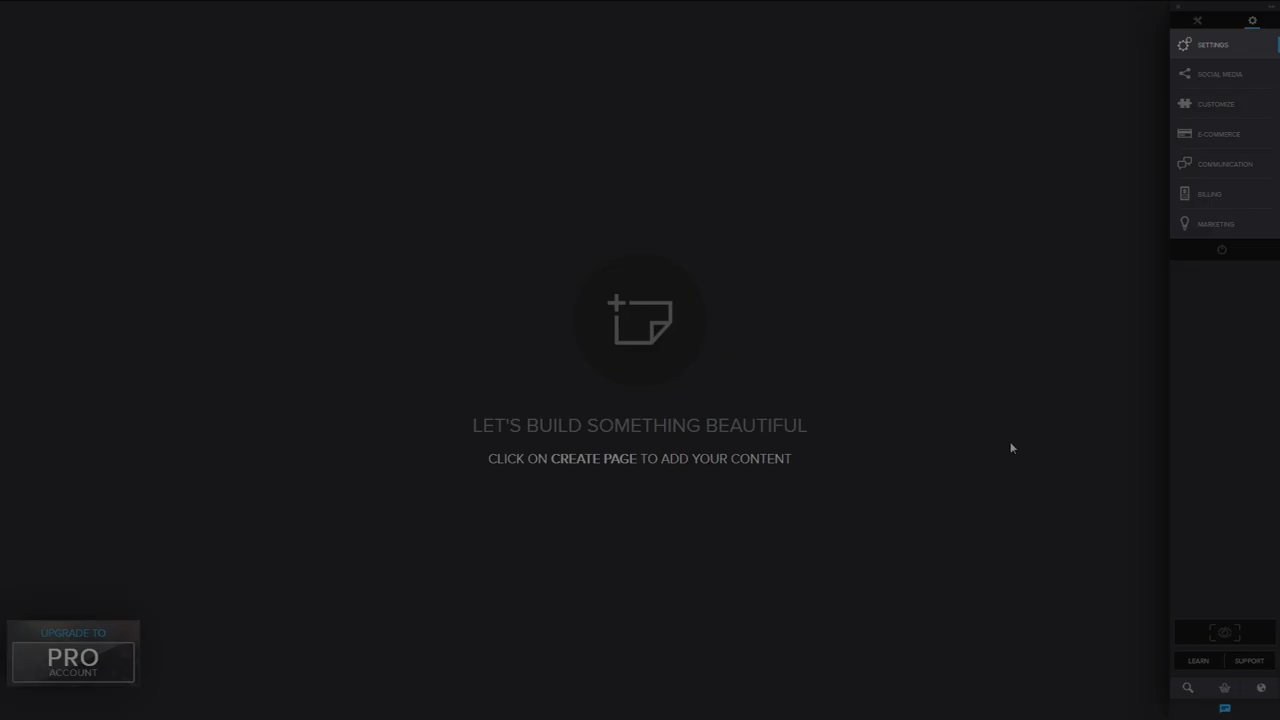 SETTINGS
SOCIAL MEDIA
CUSTOMIZE
E-COMMERCE
COMMUNICATION
BILLING
MARKETING
LET'S BUILD SOMETHING BEAUTIFUL
CLICK ON CREATE PAGE TO ADD YOUR CONTENT
UPGRADE TO
PRO
ACCOUNT
LEARN SUPPORT